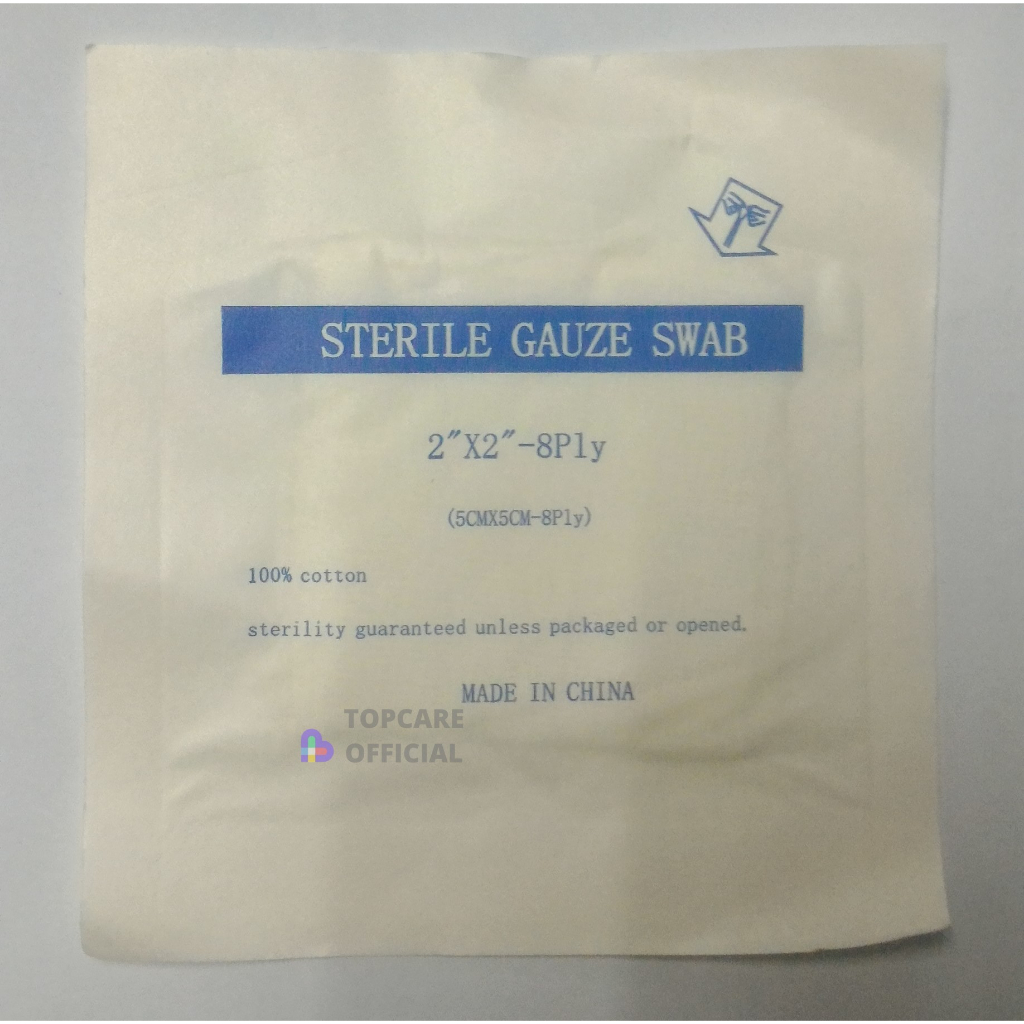 STERILE GAUZE SWAB
2"X2"-8Ply
(5CMX5CM-8Ply)
100% cotton
sterility guaranteed unless packaged or opened.
MADE IN CHINA
TOPCARE
OFFICIAL